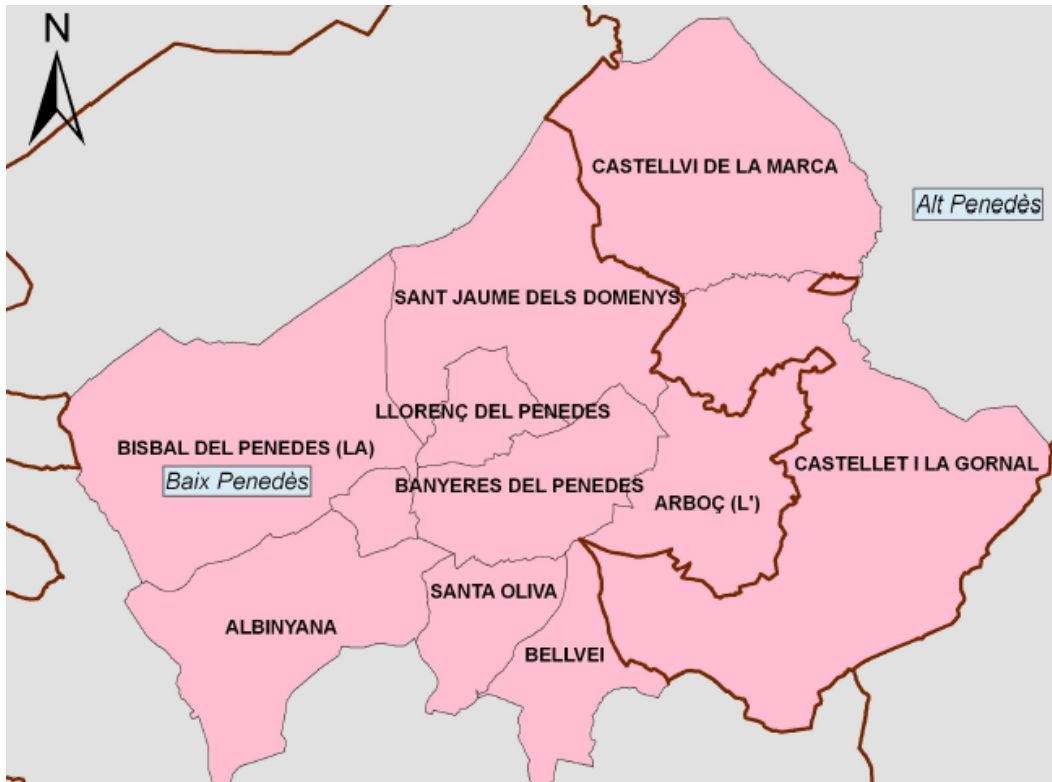 N
CASTELLVI DE LA MARCA
Alt Penedès
SANT JAUME DELS DOMENYS
LLORENÇ DEL PENEDES
BISBAL DEL PENEDES (LA)
CASTELLET I LA GORNAL
Baix Penedès
BANYERES DEL PENEDES
ARBOÇ (L')
SANTA OLIVA
ALBINYANA
BELLVEI